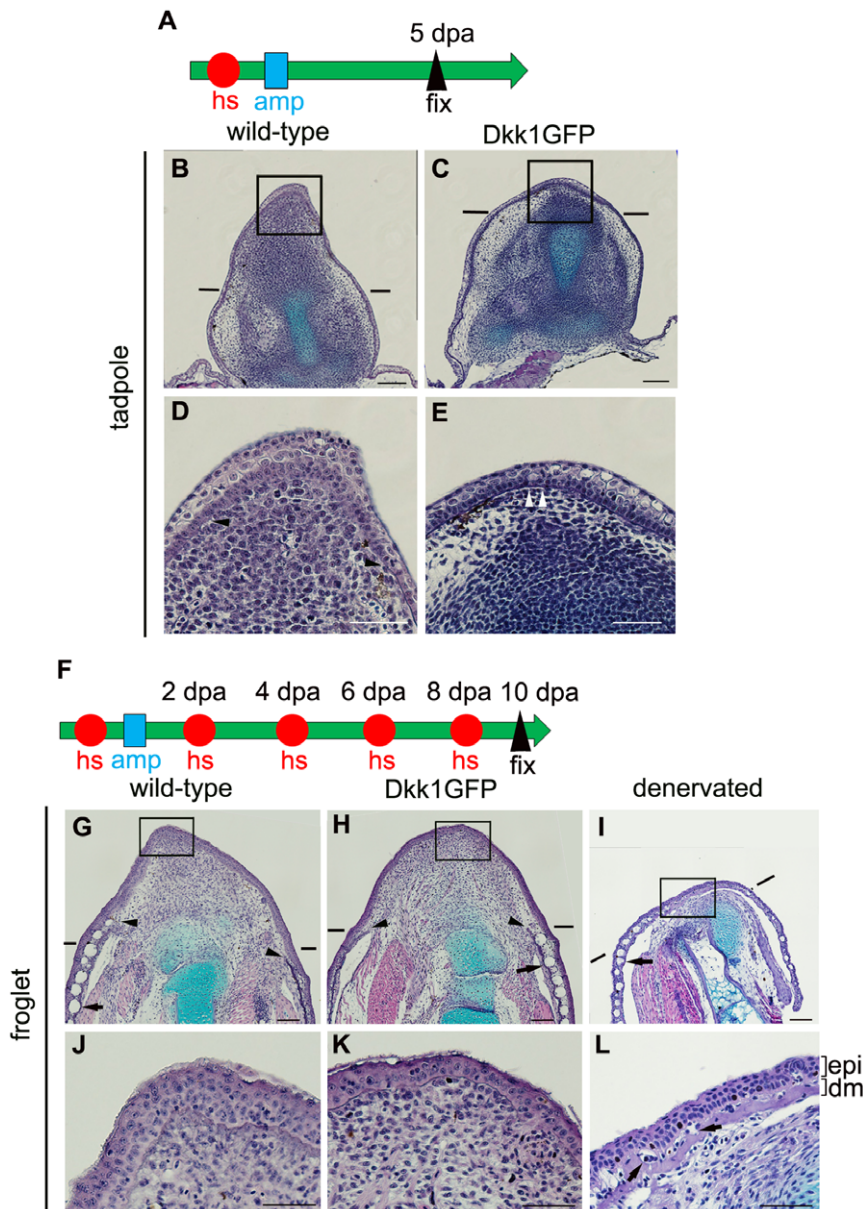 A
5 dpa
hs
amp
fix
wild-type
Dkk1GFP
B
C
D
E
tadpole
F
2 dpa
4 dpa
6 dpa
8 dpa
10 dpa
hs
amp
hs
hs
hs
hs
fix
wild-type
Dkk1GFP
denervated
G
H
I
J
K
L
epi
dm
froglet